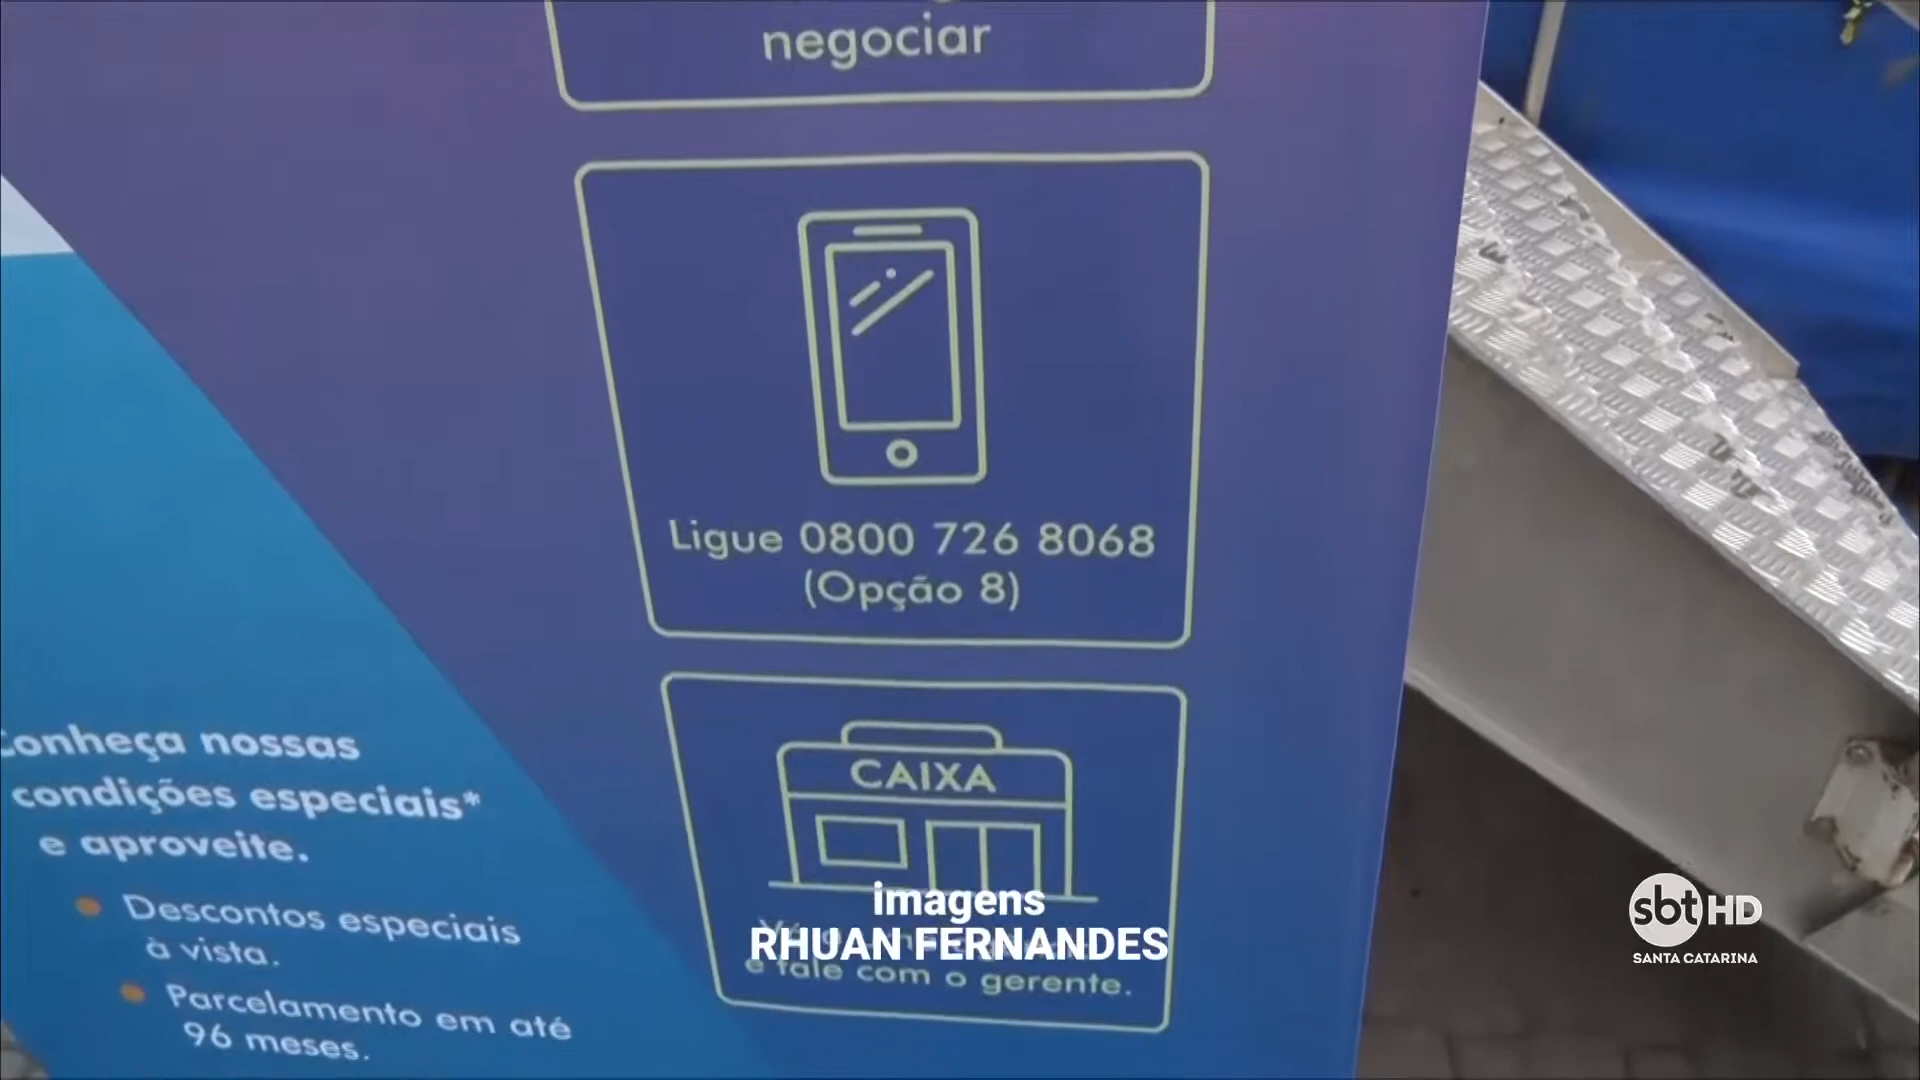 negociar
Ligue 0800 726 8068
(Opção 8)
CAIXA
e fale com o gerente.
Conheça nossas
condições especiais*
e aproveite.
Descontos especiais
à vista.
Parcelamento em até
96 meses.
imagens
RHUAN FERNANDES
sbt HD
SANTA CATARINA